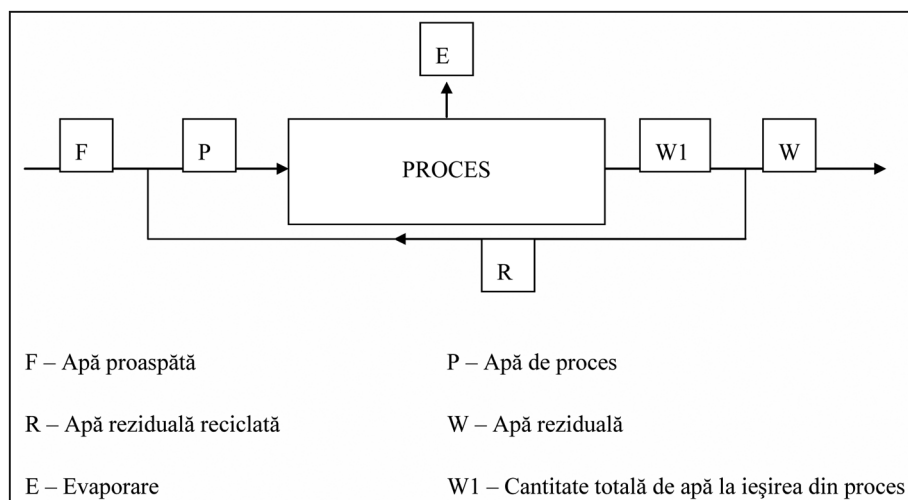 E
F P PROCES W1 W
R
F – Apă proaspătă P – Apă de proces
R – Apă reziduală reciclată W – Apă reziduală
E – Evaporare W1 – Cantitate totală de apă la ieşirea din proces